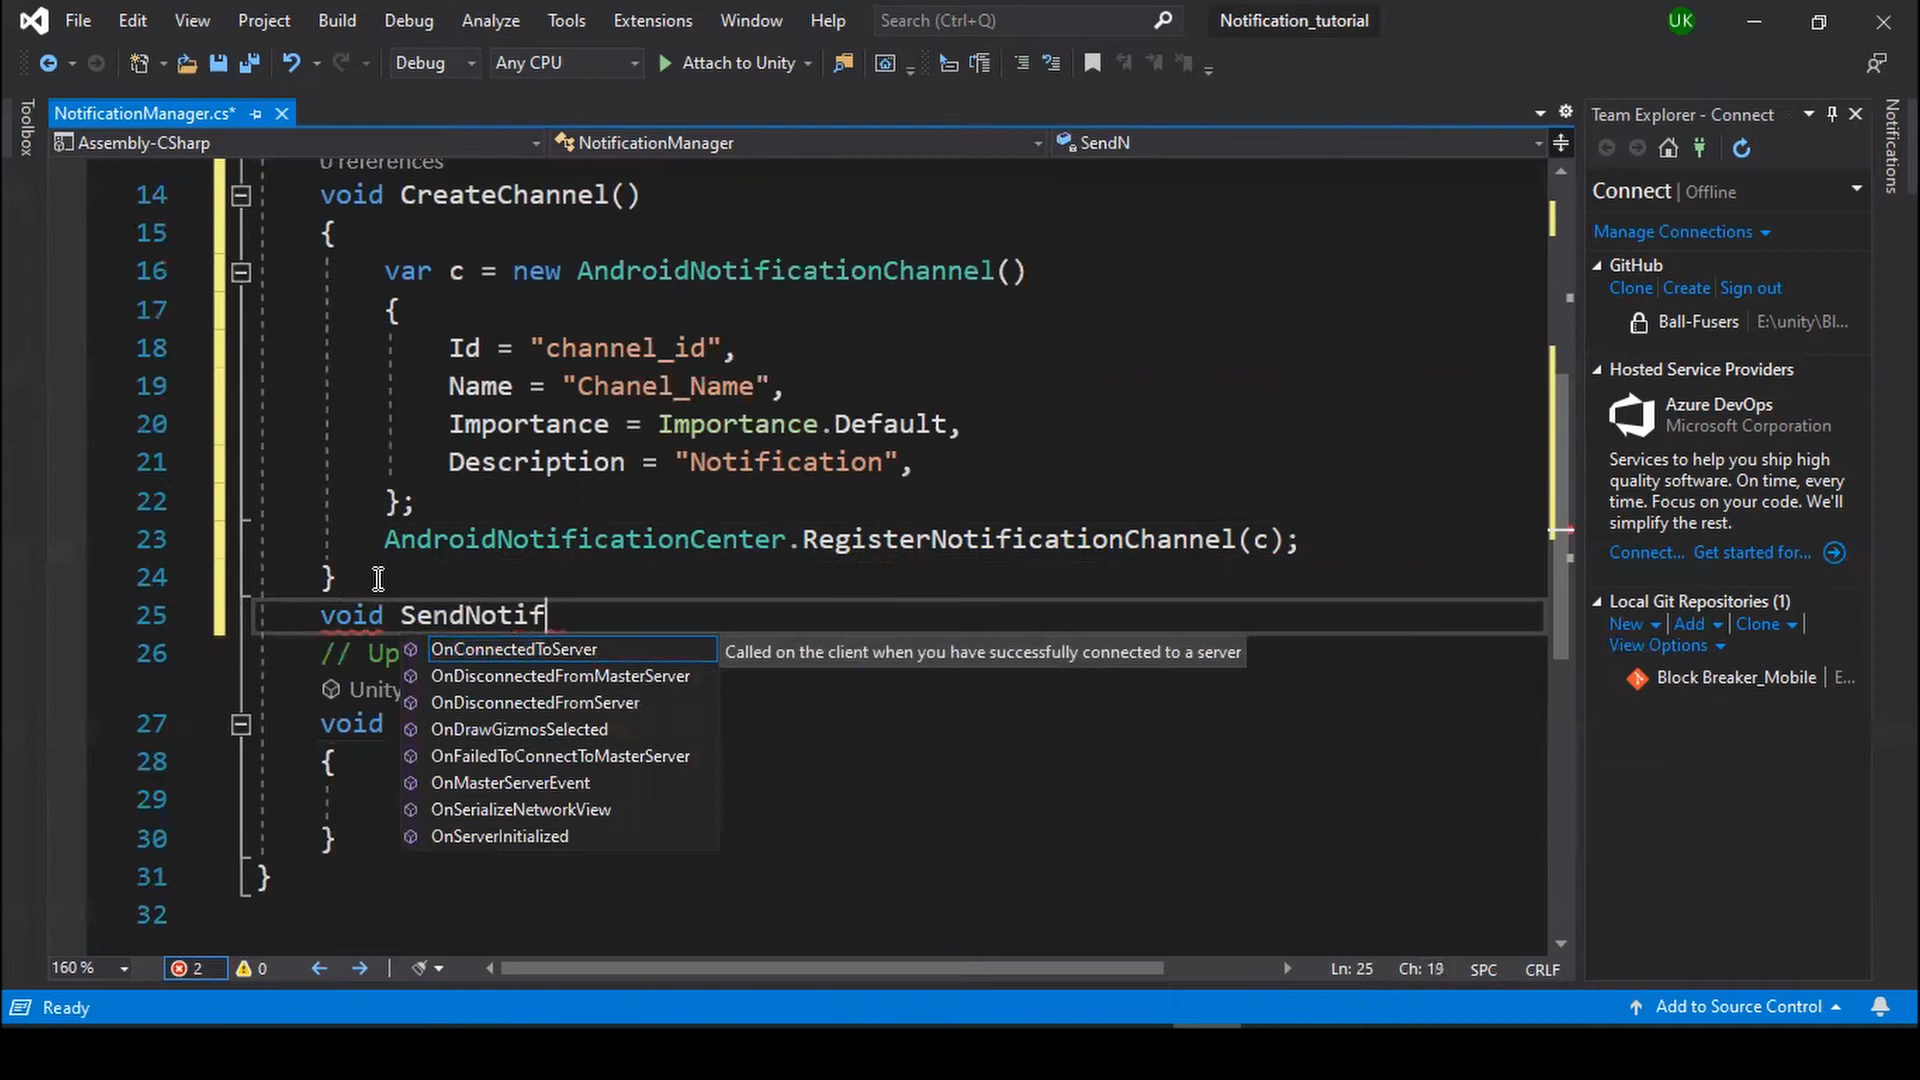 File Edit View Project Build Debug Analyze Tools Extensions Window Help Search (Ctrl+Q) Notification_tutorial UK
Debug Any CPU Attach to Unity
Toolbox
NotificationManager.cs*
Assembly-CSharp NotificationManager SendN
0 references
14 void CreateChannel()
15 {
16 var c = new AndroidNotificationChannel()
17 {
18 Id = "channel_id",
19 Name = "Chanel_Name",
20 Importance = Importance.Default,
21 Description = "Notification",
22 };
23 AndroidNotificationCenter.RegisterNotificationChannel(c);
24 }
25 void SendNotif
26 // Up
Unity
27 void
28 {
29
30 }
31 }
32
OnConnectedToServer
OnDisconnectedFromMasterServer
OnDisconnectedFromServer
OnDrawGizmosSelected
OnFailedToConnectToMasterServer
OnMasterServerEvent
OnSerializeNetworkView
OnServerInitialized
Called on the client when you have successfully connected to a server
160 % 2 0 Ln: 25 Ch: 19 SPC CRLF
Team Explorer - Connect
Connect | Offline
Manage Connections
GitHub
Clone | Create | Sign out
Ball-Fusers E:\unity\Bl...
Hosted Service Providers
Azure DevOps
Microsoft Corporation
Services to help you ship high
quality software. On time, every
time. Focus on your code. We'll
simplify the rest.
Connect... Get started for...
Local Git Repositories (1)
New | Add | Clone |
View Options
Block Breaker_Mobile E...
Notifications
Ready Add to Source Control